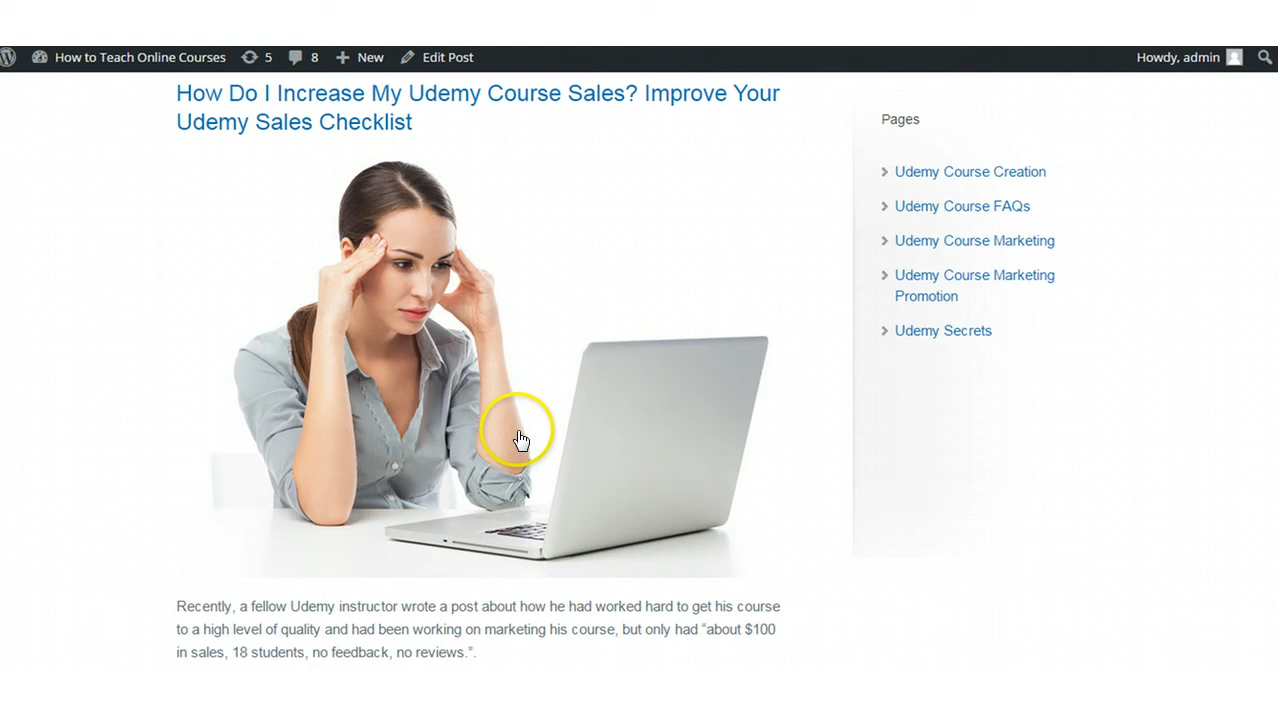 How to Teach Online Courses 5 8 New Edit Post Howdy, admin
How Do I Increase My Udemy Course Sales? Improve Your
Udemy Sales Checklist
Recently, a fellow Udemy instructor wrote a post about how he had worked hard to get his course
to a high level of quality and had been working on marketing his course, but only had “about $100
in sales, 18 students, no feedback, no reviews.”.
Pages
Udemy Course Creation
Udemy Course FAQs
Udemy Course Marketing
Udemy Course Marketing
Promotion
Udemy Secrets